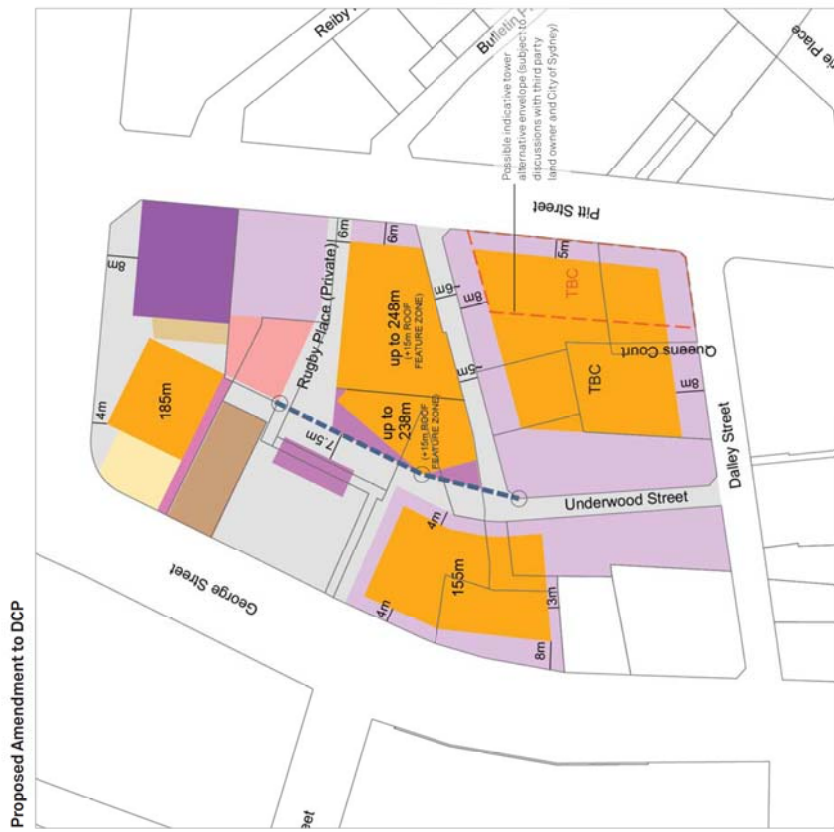 Proposed Amendment to DCP
Reiby
Bulletin
Possible indicative tower
alternative envelope (subject to
discussions with third party
land owner and City of Sydney)
rie Place
Pitt Street
8m
4m
185m
Rugby Place (Private)
6m
6m
up to 248m
(+15m ROOF
FEATURE ZONE)
up to
238m
(+15m ROOF
FEATURE ZONE)
7.5m
~6m
8m
~5m
5m
TBC
TBC
Queens Court
8m
Dalley Street
Underwood Street
George Street
4m
4m
155m
3m
8m
eet